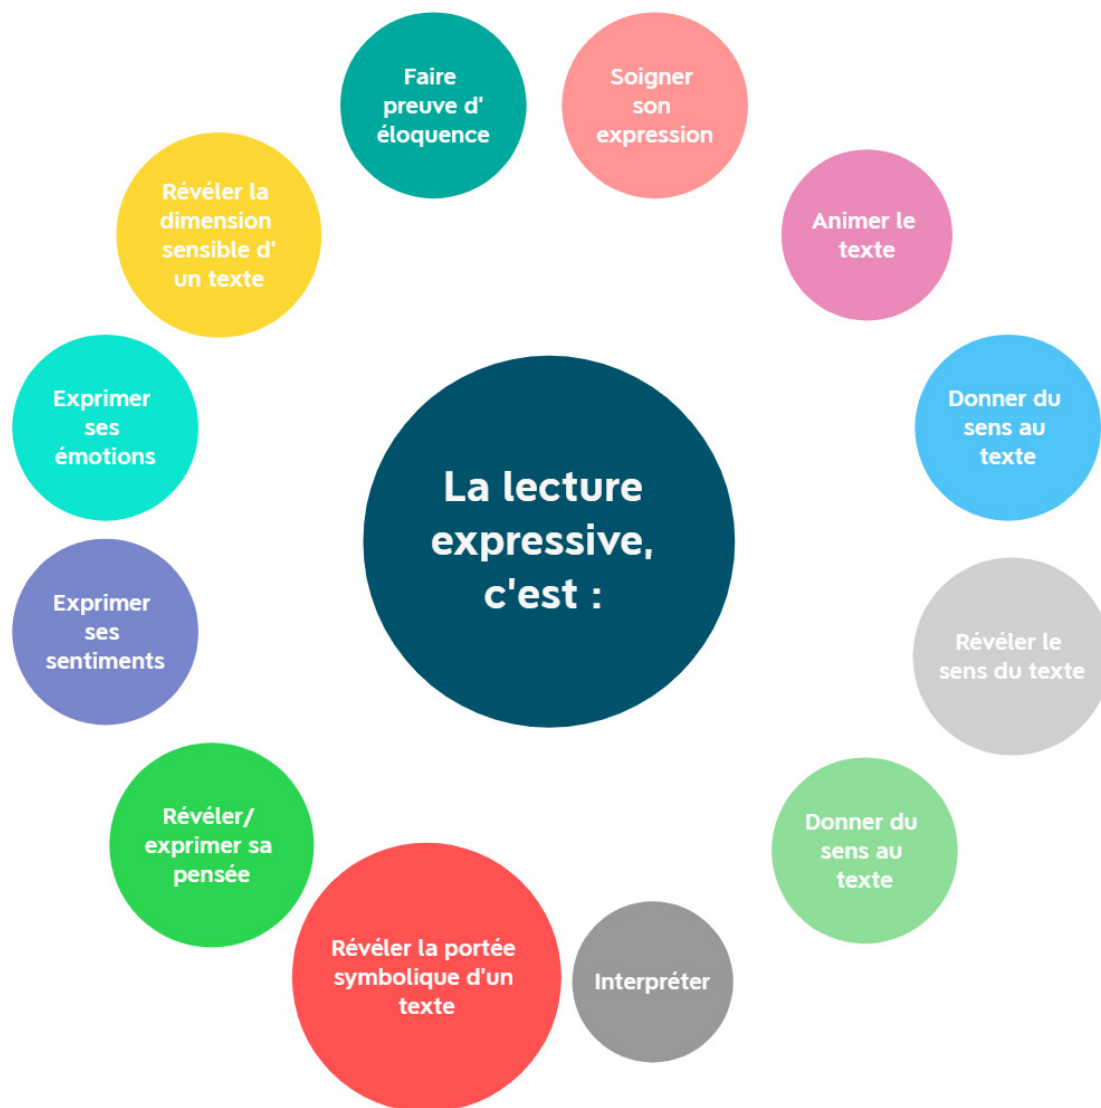 Faire
preuve d'
éloquence
Soigner
son
expression
Animer le
texte
Donner du
sens au
texte
Révéler le
sens du texte
Donner du
sens au
texte
Interpréter
Révéler la portée
symbolique d'un
texte
Révéler/
exprimer sa
pensée
Exprimer
ses
sentiments
Exprimer
ses
émotions
Révéler la
dimension
sensible d'
un texte
La lecture
expressive,
c'est :